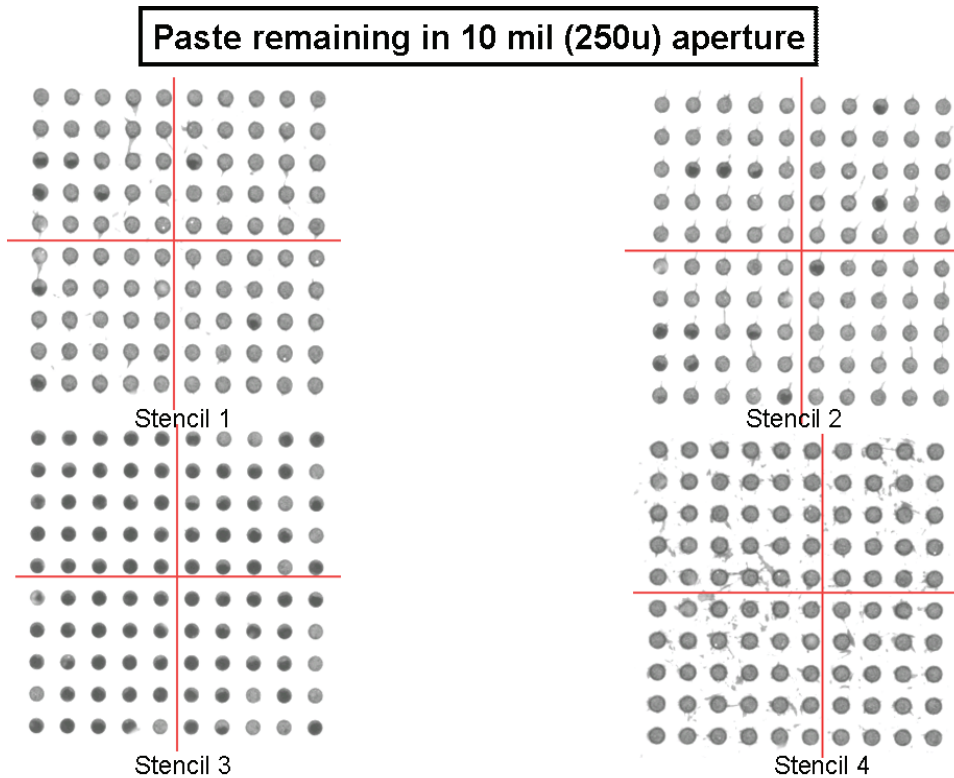 Paste remaining in 10 mil (250u) aperture
Stencil 1
Stencil 2
Stencil 3
Stencil 4